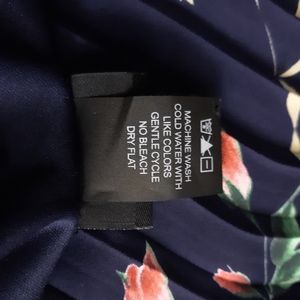 MACHINE WASH
COLD WATER WITH
LIKE COLORS
GENTLE CYCLE
NO BLEACH
DRY FLAT